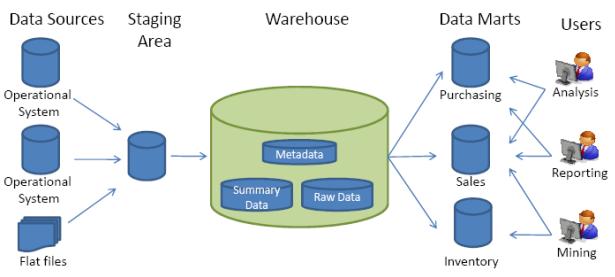 Data Sources
Staging
Area
Warehouse
Data Marts
Users
Operational
System
Operational
System
Flat files
Metadata
Summary
Data
Raw Data
Purchasing
Sales
Inventory
Analysis
Reporting
Mining